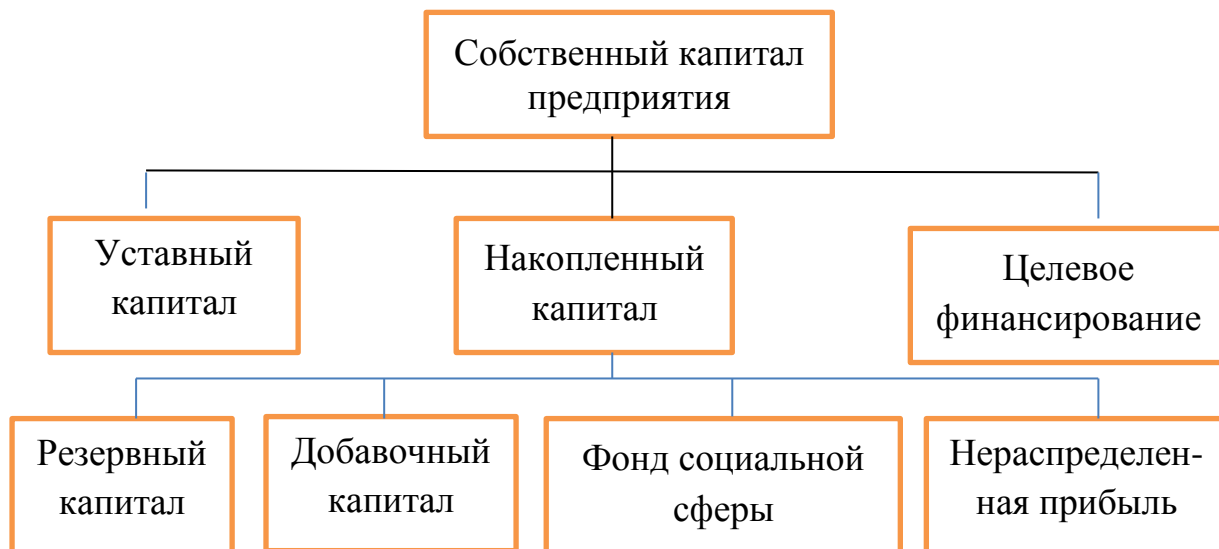 Собственный капитал
предприятия
Уставный
капитал
Накопленный
капитал
Целевое
финансирование
Резервный
капитал
Добавочный
капитал
Фонд социальной
сферы
Нераспределен-
ная прибыль